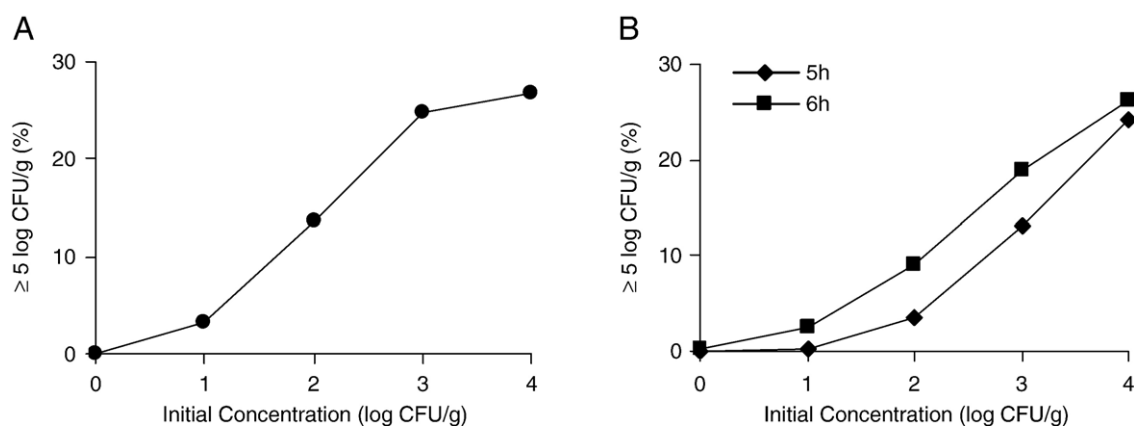 A
≥ 5 log CFU/g (%)
30
20
10
0
0 1 2 3 4
Initial Concentration (log CFU/g)
B
≥ 5 log CFU/g (%)
5h
6h
30
20
10
0
0 1 2 3 4
Initial Concentration (log CFU/g)